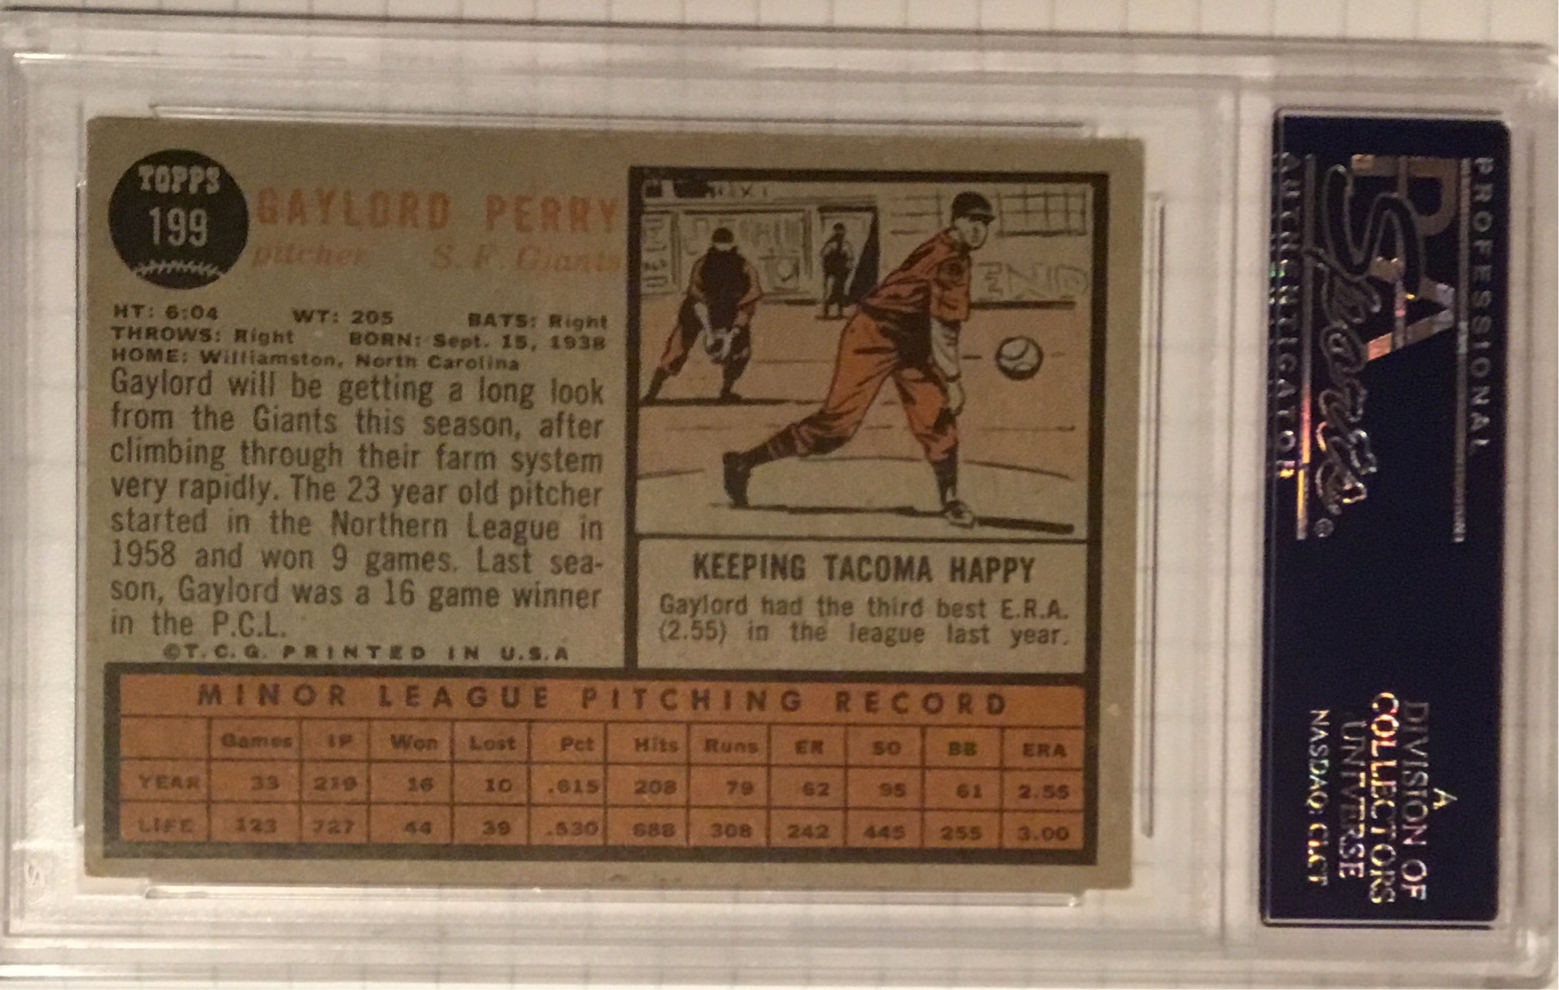 TOPPS
199
GAYLORD PERRY
pitcher S. F. Giants
HT: 6:04 WT: 205 BATS: Right
THROWS: Right BORN: Sept. 15, 1938
HOME: Williamston, North Carolina
Gaylord will be getting a long look
from the Giants this season, after
climbing through their farm system
very rapidly. The 23 year old pitcher
started in the Northern League in
1958 and won 9 games. Last sea-
son, Gaylord was a 16 game winner
in the P.C.L.
©T.C.G. PRINTED IN U.S.A
END
KEEPING TACOMA HAPPY
Gaylord had the third best E.R.A.
(2.55) in the league last year.
MINOR LEAGUE PITCHING RECORD
Games IP Won Lost Pct Hits Runs ER SO BB ERA
YEAR 33 219 16 10 .615 208 79 62 95 61 2.55
LIFE 123 727 44 39 .530 688 308 242 445 255 3.00
PROFESSIONAL
PSA
Sports
AUTHENTICATOR
©
A
DIVISION OF
COLLECTORS
UNIVERSE
NASDAQ: CLCT